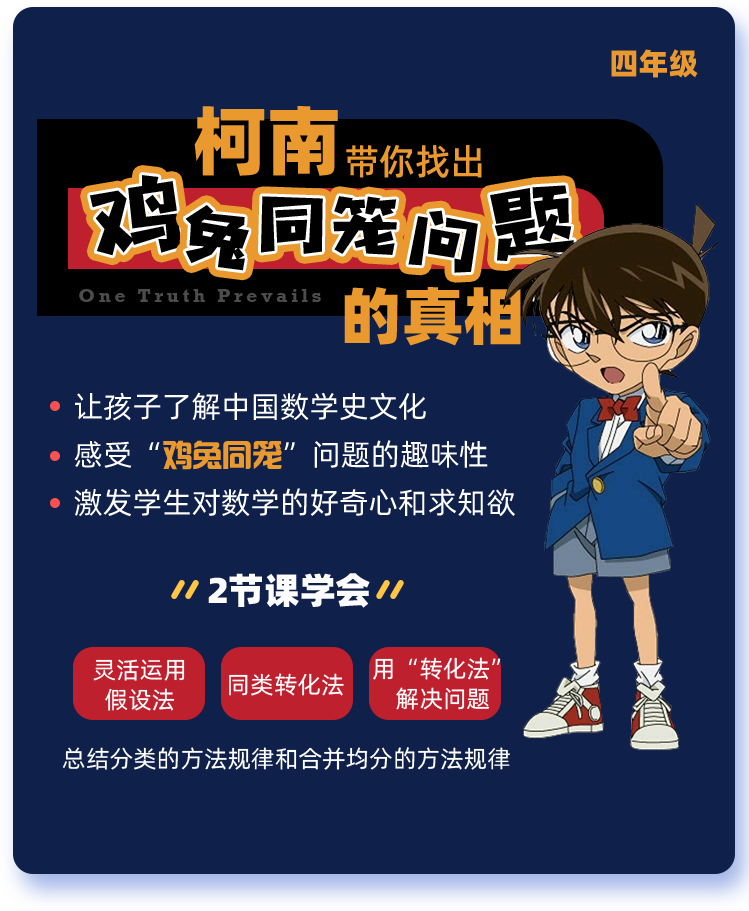 四年级
柯南带你找出
鸡兔同笼问题
One Truth Prevails
的真相
让孩子了解中国数学史文化
感受“鸡兔同笼”问题的趣味性
激发学生对数学的好奇心和求知欲
2节课学会
灵活运用
假设法
同类转化法
用“转化法”
解决问题
总结分类的方法规律和合并均分的方法规律